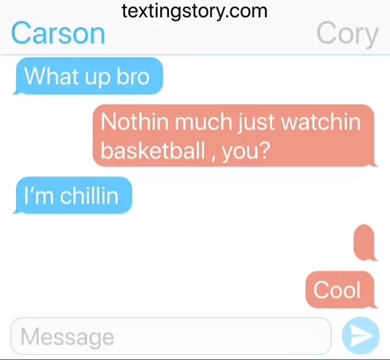 textingstory.com
Carson
Cory
What up bro
Nothin much just watchin
basketball , you?
I'm chillin
Cool
Message